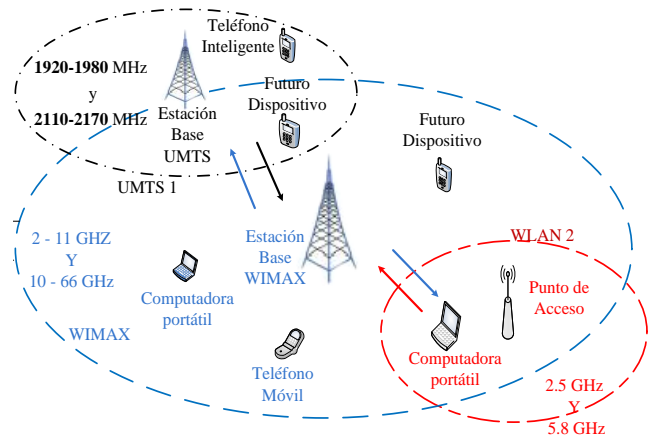 Teléfono
Inteligente
1920-1980 MHz
y
2110-2170 MHz
Estación
Base
UMTS
Futuro
Dispositivo
UMTS 1
Futuro
Dispositivo
2 - 11 GHZ
Y
10 - 66 GHz
Estación
Base
WIMAX
WLAN 2
Computadora
portátil
Punto de
Acceso
WIMAX
Teléfono
Móvil
Computadora
portátil
2.5 GHz
Y
5.8 GHz